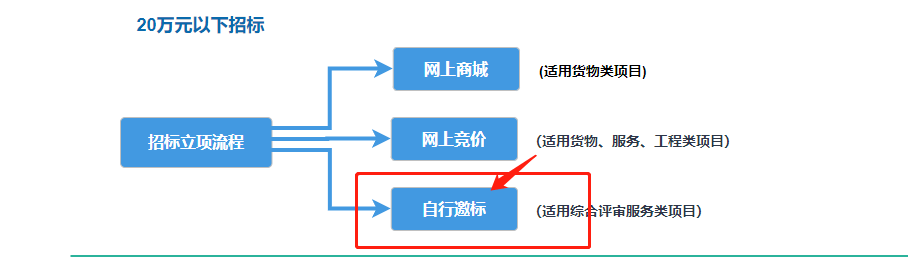 20万元以下招标
网上商城
(适用货物类项目)
招标立项流程
网上竞价
(适用货物、服务、工程类项目)
自行邀标
(适用综合评审服务类项目)